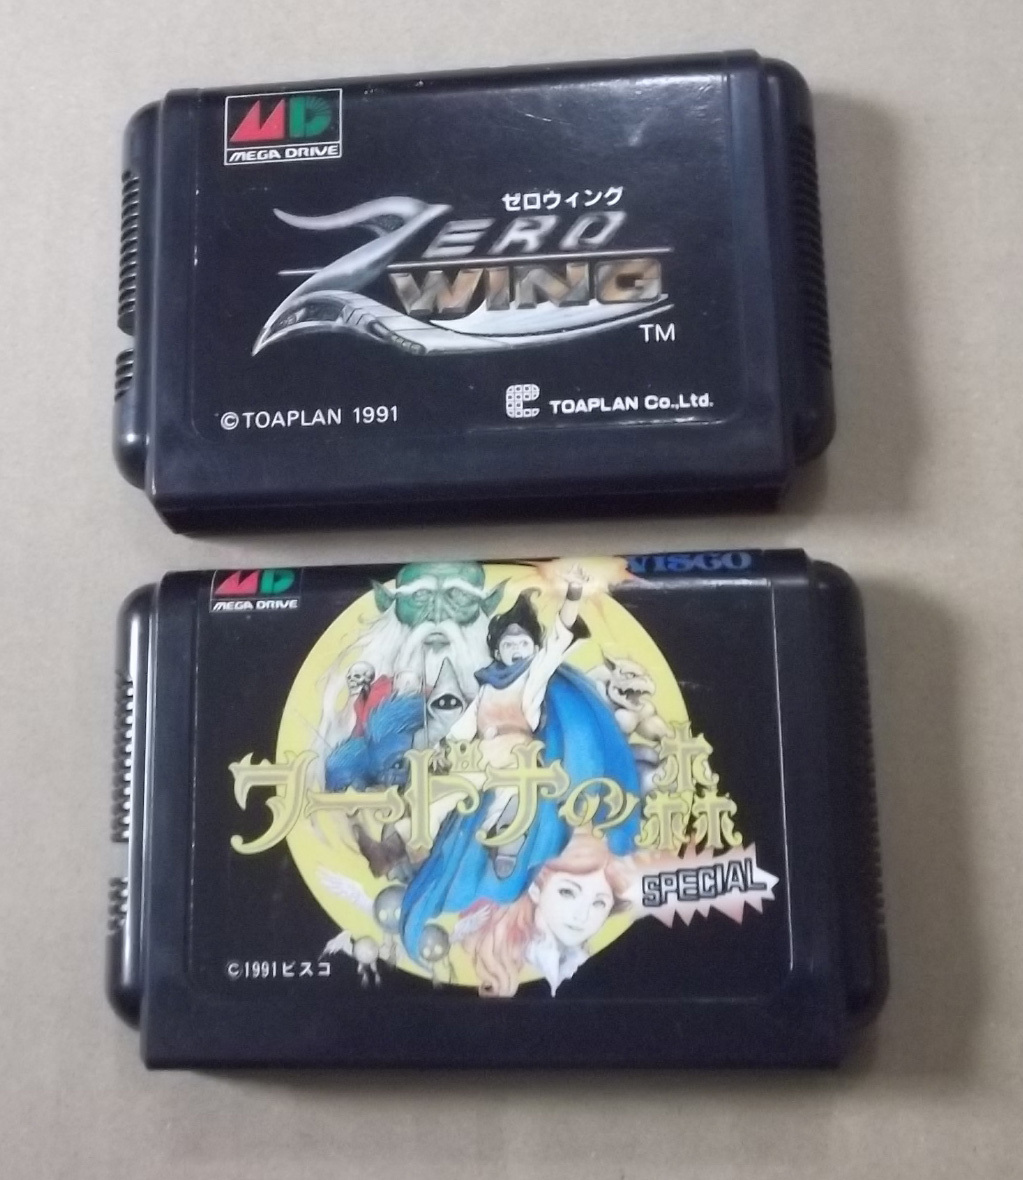 MD
MEGA DRIVE
ゼロウィング
ZERO
WING
TM
©TOAPLAN 1991
TOAPLAN Co.,Ltd.
MD
MEGA DRIVE
VISCO
ワードナの森
SPECIAL
©1991ビスコ